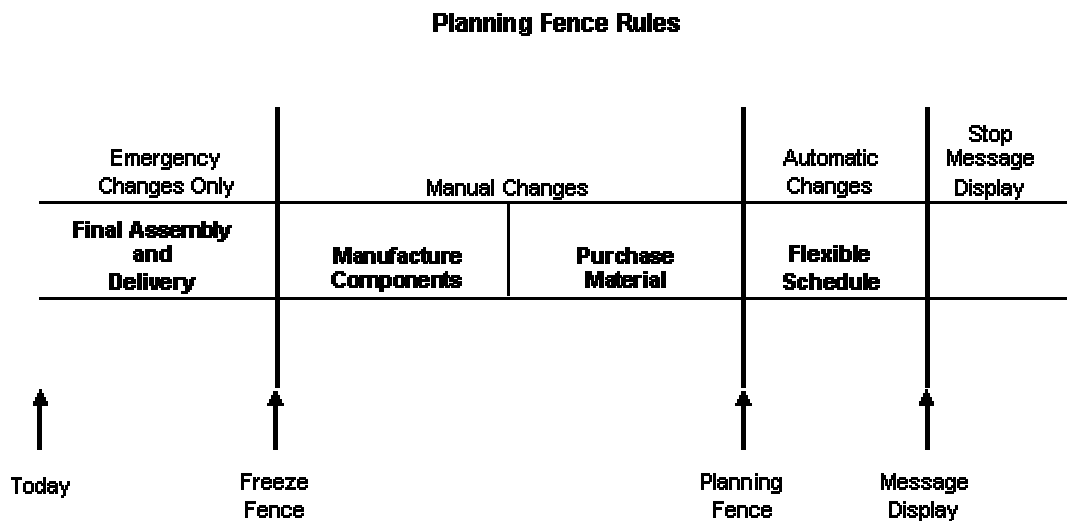 Planning Fence Rules
Emergency
Changes Only
Manual Changes
Automatic
Changes
Stop
Message
Display
Final Assembly
and
Delivery
Manufacture
Components
Purchase
Material
Flexible
Schedule
Today
Freeze
Fence
Planning
Fence
Message
Display